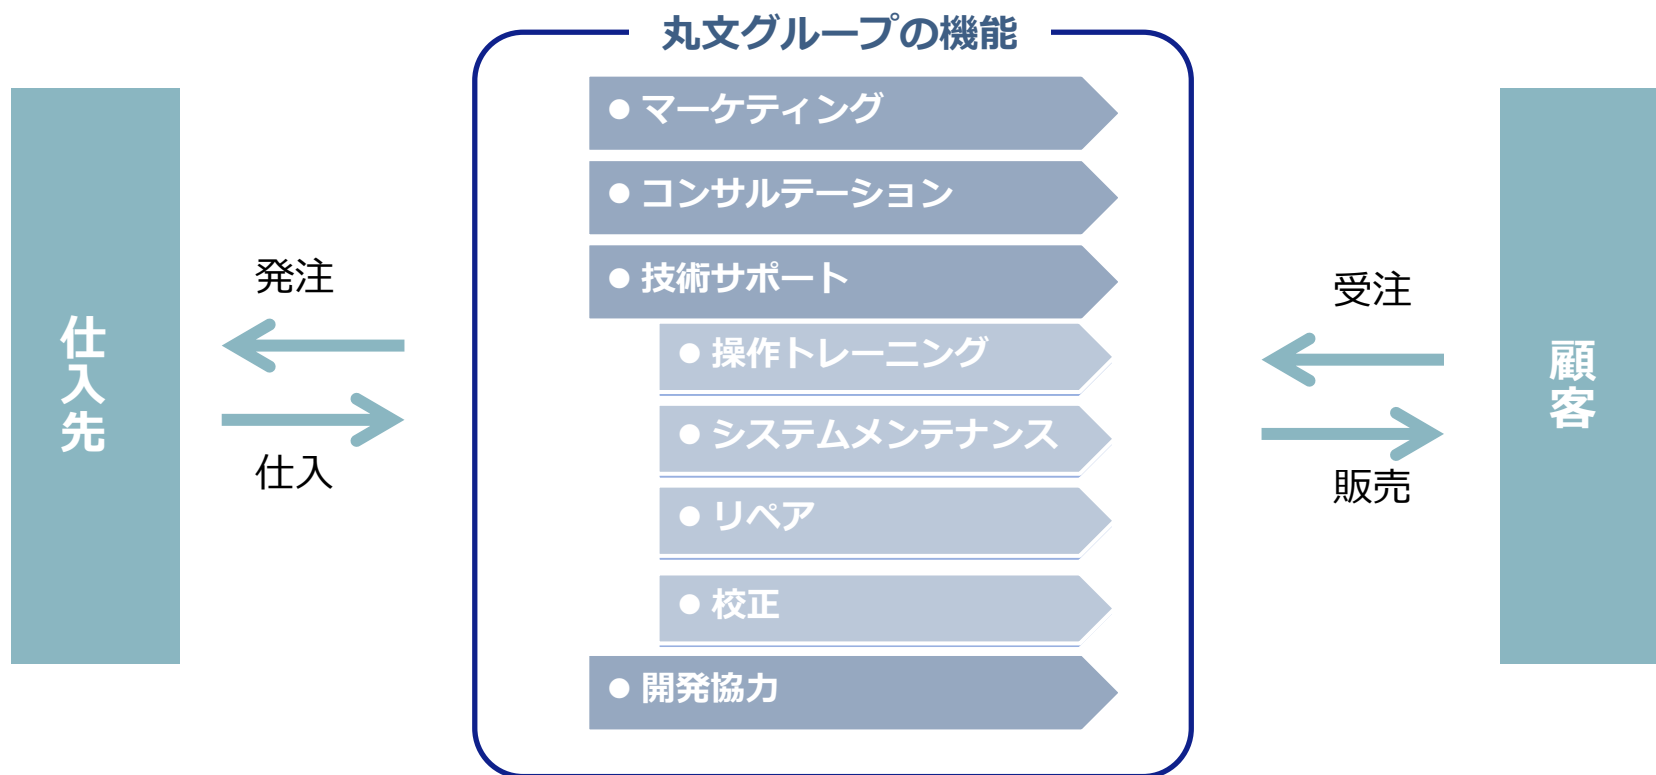 丸文グループの機能
仕入先
発注
仕入
● マーケティング
● コンサルテーション
● 技術サポート
● 操作トレーニング
● システムメンテナンス
● リペア
● 校正
● 開発協力
受注
販売
顧客